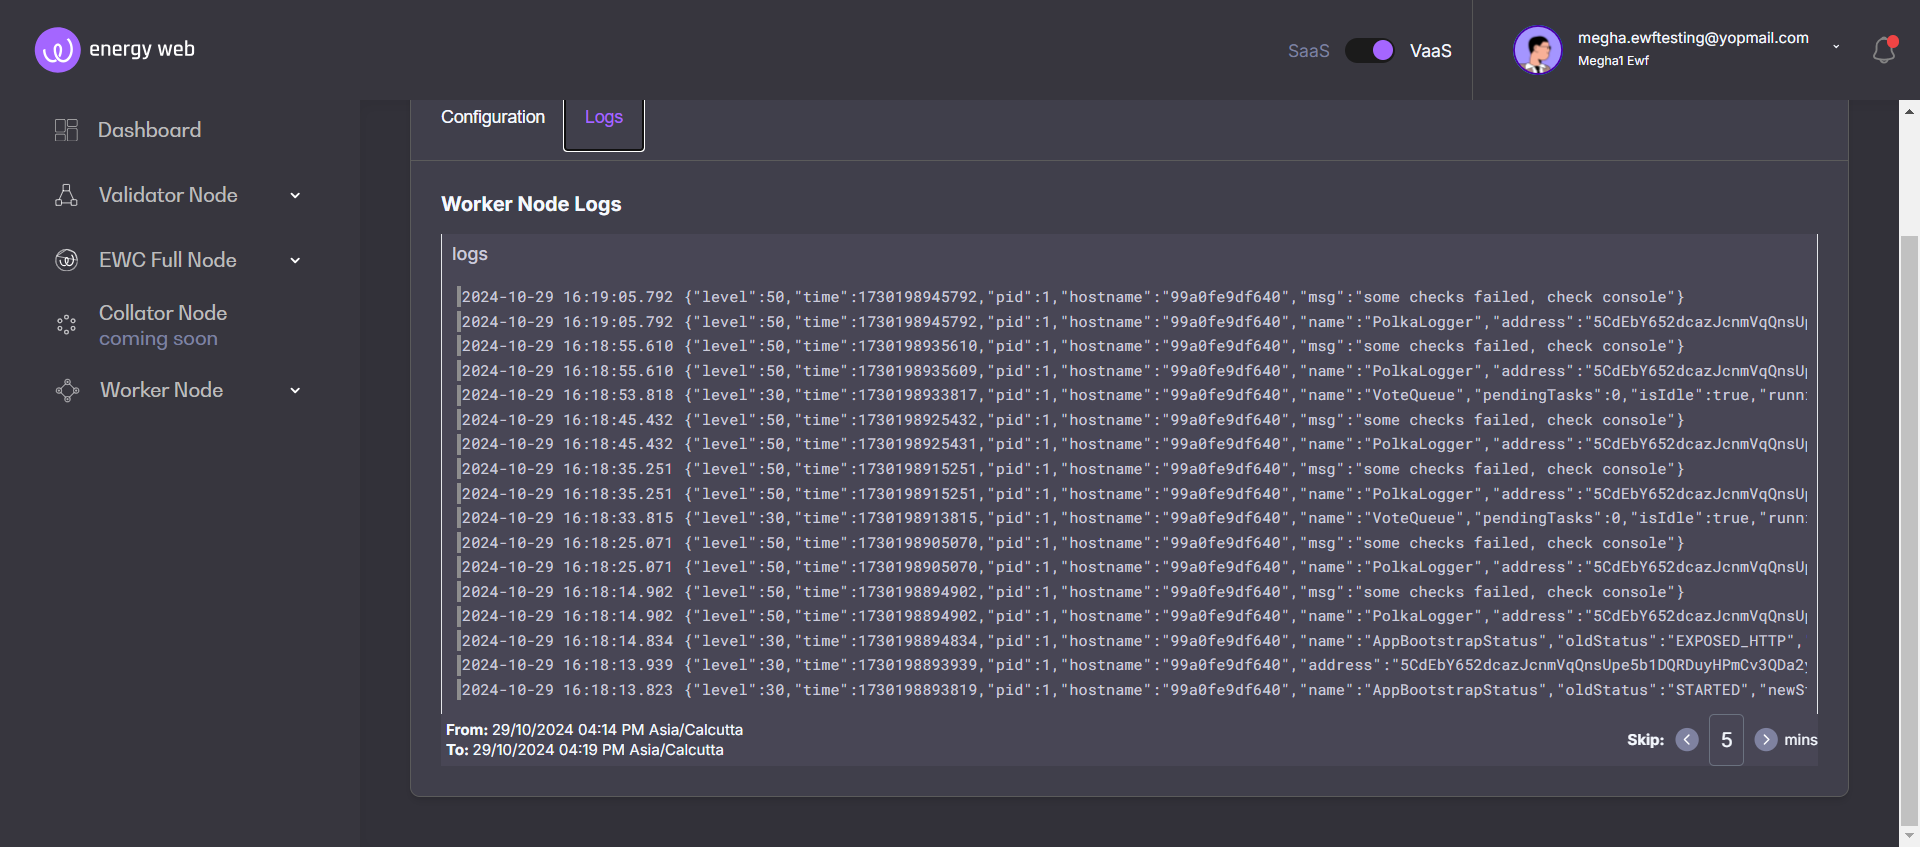 energy web
SaaS
VaaS
megha.ewftesting@yopmail.com
Megha1 Ewf
Dashboard
Validator Node
EWC Full Node
Collator Node
coming soon
Worker Node
Configuration
Logs
Worker Node Logs
logs
2024-10-29 16:19:05.792 {"level":50,"time":1730198945792,"pid":1,"hostname":"99a0fe9df640","msg":"some checks failed, check console"}
2024-10-29 16:19:05.792 {"level":50,"time":1730198945792,"pid":1,"hostname":"99a0fe9df640","name":"PolkaLogger","address":"5CdEbY652dcazJcnmVqQnsUp
2024-10-29 16:18:55.610 {"level":50,"time":1730198935610,"pid":1,"hostname":"99a0fe9df640","msg":"some checks failed, check console"}
2024-10-29 16:18:55.610 {"level":50,"time":1730198935609,"pid":1,"hostname":"99a0fe9df640","name":"PolkaLogger","address":"5CdEbY652dcazJcnmVqQnsUp
2024-10-29 16:18:53.818 {"level":30,"time":1730198933817,"pid":1,"hostname":"99a0fe9df640","name":"VoteQueue","pendingTasks":0,"isIdle":true,"runn
2024-10-29 16:18:45.432 {"level":50,"time":1730198925432,"pid":1,"hostname":"99a0fe9df640","msg":"some checks failed, check console"}
2024-10-29 16:18:45.432 {"level":50,"time":1730198925431,"pid":1,"hostname":"99a0fe9df640","name":"PolkaLogger","address":"5CdEbY652dcazJcnmVqQnsUp
2024-10-29 16:18:35.251 {"level":50,"time":1730198915251,"pid":1,"hostname":"99a0fe9df640","msg":"some checks failed, check console"}
2024-10-29 16:18:35.251 {"level":50,"time":1730198915251,"pid":1,"hostname":"99a0fe9df640","name":"PolkaLogger","address":"5CdEbY652dcazJcnmVqQnsUp
2024-10-29 16:18:33.815 {"level":30,"time":1730198913815,"pid":1,"hostname":"99a0fe9df640","name":"VoteQueue","pendingTasks":0,"isIdle":true,"runn
2024-10-29 16:18:25.071 {"level":50,"time":1730198905070,"pid":1,"hostname":"99a0fe9df640","msg":"some checks failed, check console"}
2024-10-29 16:18:25.071 {"level":50,"time":1730198905070,"pid":1,"hostname":"99a0fe9df640","name":"PolkaLogger","address":"5CdEbY652dcazJcnmVqQnsUp
2024-10-29 16:18:14.902 {"level":50,"time":1730198894902,"pid":1,"hostname":"99a0fe9df640","msg":"some checks failed, check console"}
2024-10-29 16:18:14.902 {"level":50,"time":1730198894902,"pid":1,"hostname":"99a0fe9df640","name":"PolkaLogger","address":"5CdEbY652dcazJcnmVqQnsUp
2024-10-29 16:18:14.834 {"level":30,"time":1730198894834,"pid":1,"hostname":"99a0fe9df640","name":"AppBootstrapStatus","oldStatus":"EXPOSED_HTTP",
2024-10-29 16:18:13.939 {"level":30,"time":1730198893939,"pid":1,"hostname":"99a0fe9df640","address":"5CdEbY652dcazJcnmVqQnsUpe5b1DQRDuyHPmCv3QDa2y
2024-10-29 16:18:13.823 {"level":30,"time":1730198893819,"pid":1,"hostname":"99a0fe9df640","name":"AppBootstrapStatus","oldStatus":"STARTED","newS
From: 29/10/2024 04:14 PM Asia/Calcutta
To: 29/10/2024 04:19 PM Asia/Calcutta
Skip: 5 mins